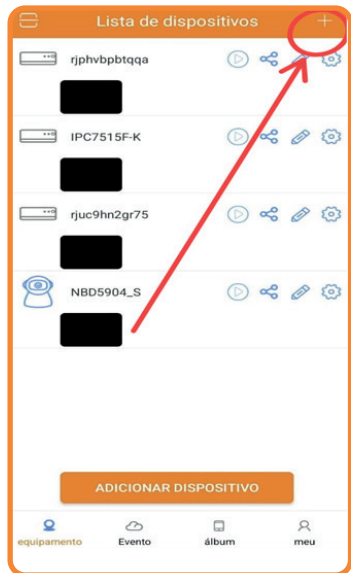 Lista de dispositivos
rjphvbpbtqqa
IPC7515F-K
rjuc9hn2gr75
NBD5904_S
ADICIONAR DISPOSITIVO
equipamento Evento álbum meu